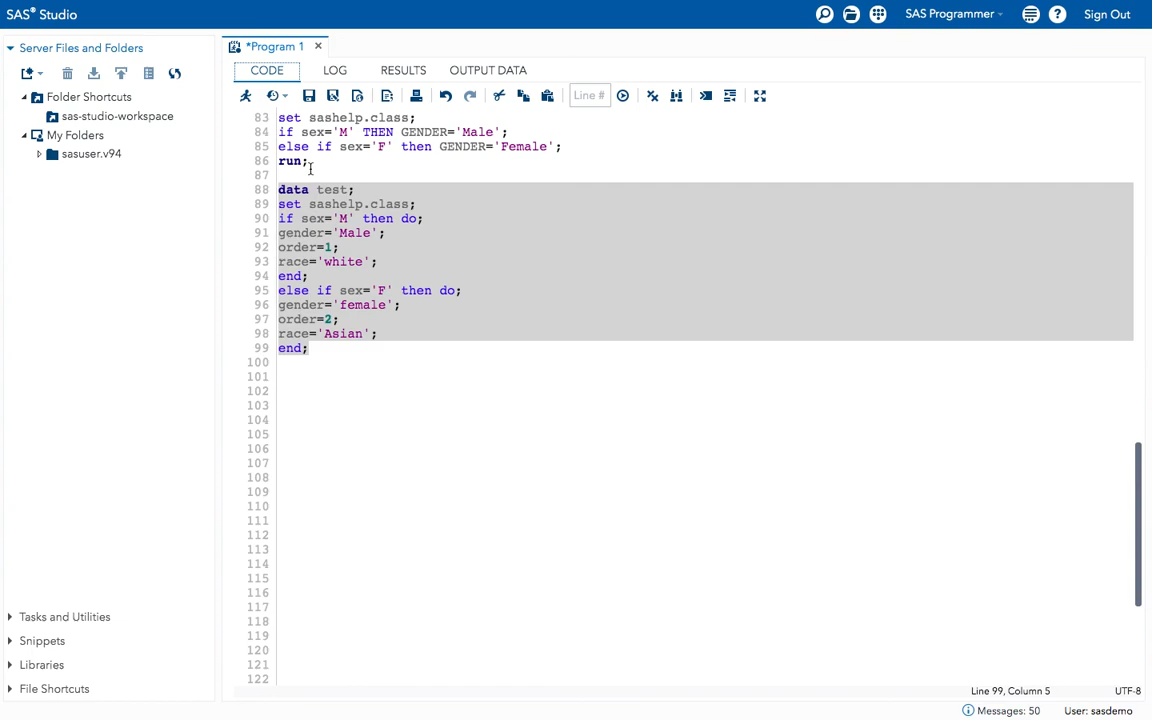 SAS® Studio
SAS Programmer
Sign Out
Server Files and Folders
*Program 1
CODE
LOG
RESULTS
OUTPUT DATA
Line #
Folder Shortcuts
sas-studio-workspace
My Folders
sasuser.v94
83 set sashelp.class;
84 if sex='M' THEN GENDER='Male';
85 else if sex='F' then GENDER='Female';
86 run;
87
88 data test;
89 set sashelp.class;
90 if sex='M' then do;
91 gender='Male';
92 order=1;
93 race='white';
94 end;
95 else if sex='F' then do;
96 gender='female';
97 order=2;
98 race='Asian';
99 end;
100
101
102
103
104
105
106
107
108
109
110
111
112
113
114
115
116
117
118
119
120
121
122
Tasks and Utilities
Snippets
Libraries
File Shortcuts
Line 99, Column 5
UTF-8
Messages: 50
User: sasdemo